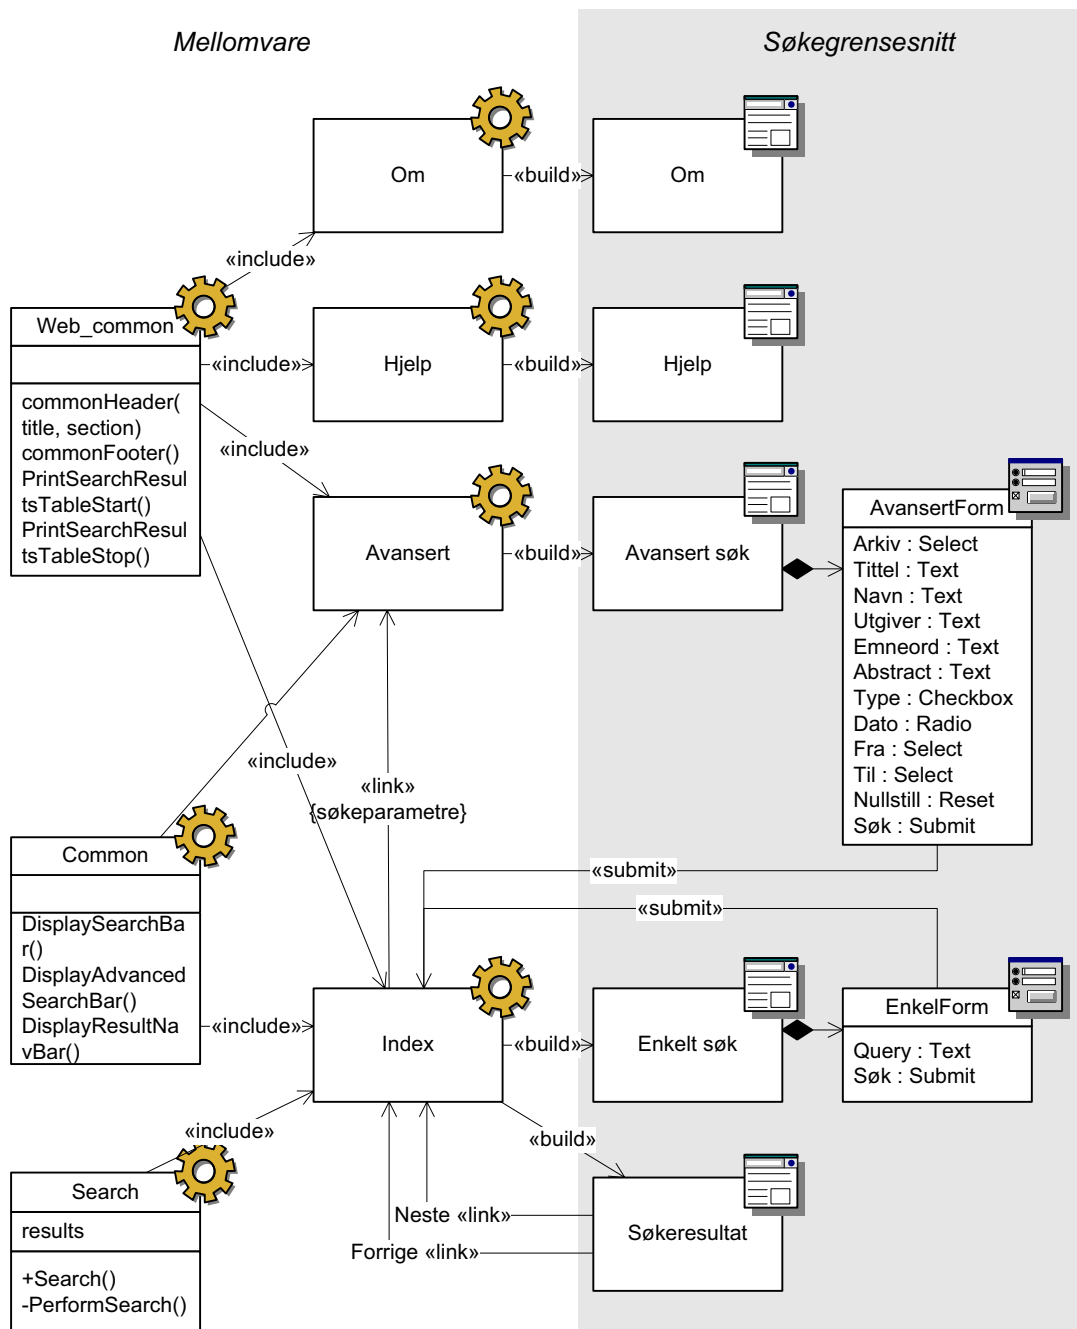 Mellomvare
Søkegrensesnitt
Om
«build»
Om
«include»
Web_common
commonHeader(
title, section)
commonFooter()
PrintSearchResul
tsTableStart()
PrintSearchResul
tsTableStop()
«include»
Hjelp
«build»
Hjelp
«include»
Avansert
«build»
Avansert søk
AvansertForm
Arkiv : Select
Tittel : Text
Navn : Text
Utgiver : Text
Emneord : Text
Abstract : Text
Type : Checkbox
Dato : Radio
Fra : Select
Til : Select
Nullstill : Reset
Søk : Submit
«include»
«link»
{søkeparametre}
«submit»
«submit»
Common
DisplaySearchBa
r()
DisplayAdvanced
SearchBar()
DisplayResultNa
vBar()
«include»
Index
«build»
Enkelt søk
EnkelForm
Query : Text
Søk : Submit
«include»
«build»
Search
results
+Search()
-PerformSearch()
Neste «link»
Forrige «link»
Søkeresultat